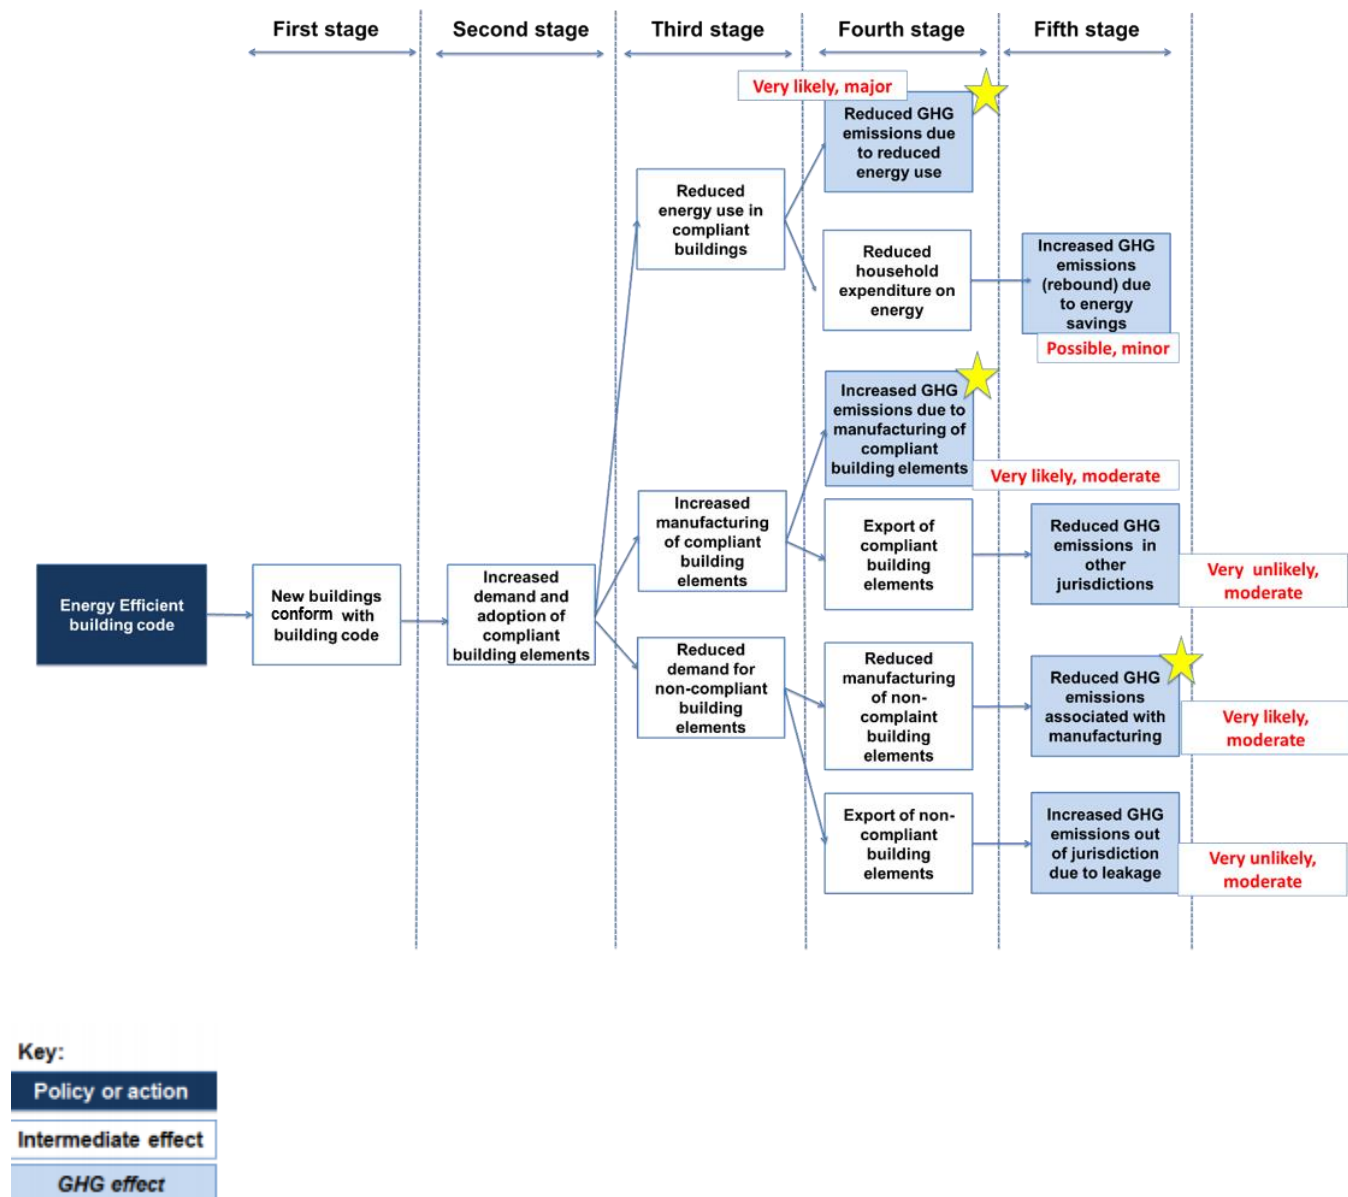 First stage
Second stage
Third stage
Fourth stage
Fifth stage
Very likely, major
Reduced GHG
emissions due
to reduced
energy use
Reduced
energy use in
compliant
buildings
Reduced
household
expenditure on
energy
Increased GHG
emissions
(rebound) due
to energy
savings
Possible, minor
Increased GHG
emissions due to
manufacturing of
compliant
building elements
Very likely, moderate
Increased
manufacturing
of compliant
building
elements
Export of
compliant
building
elements
Reduced GHG
emissions in
other
jurisdictions
Very unlikely,
moderate
Energy Efficient
building code
New buildings
conform with
building code
Increased
demand and
adoption of
compliant
building elements
Reduced
demand for
non-compliant
building
elements
Reduced
manufacturing
of non-
complaint
building
elements
Reduced GHG
emissions
associated with
manufacturing
Very likely,
moderate
Export of non-
compliant
building
elements
Increased GHG
emissions out
of jurisdiction
due to leakage
Very unlikely,
moderate
Key:
Policy or action
Intermediate effect
GHG effect